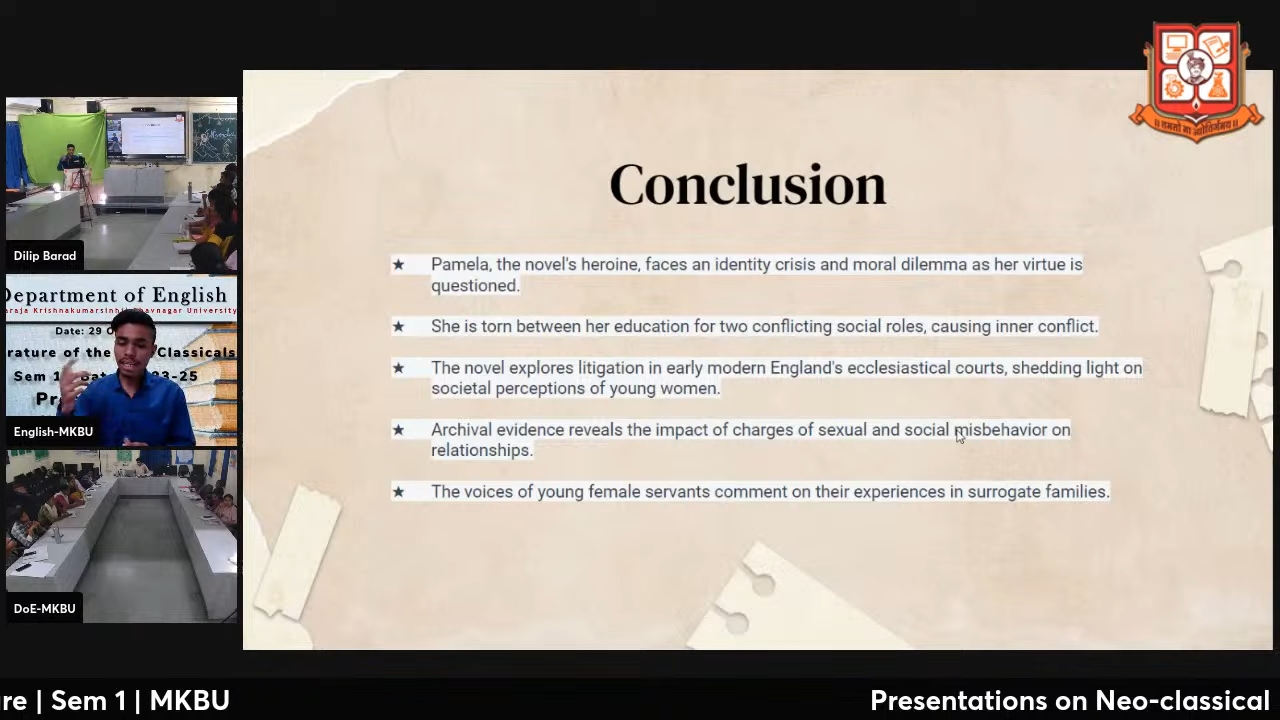 Conclusion
★ Pamela, the novel's heroine, faces an identity crisis and moral dilemma as her virtue is
questioned.
★ She is torn between her education for two conflicting social roles, causing inner conflict.
★ The novel explores litigation in early modern England's ecclesiastical courts, shedding light on
societal perceptions of young women.
★ Archival evidence reveals the impact of charges of sexual and social misbehavior on
relationships.
★ The voices of young female servants comment on their experiences in surrogate families.
॥ तमसो मा ज्योतिर्गमय ॥
Dilip Barad
Department of English
Krishnakumarsinhji Bhavnagar University
Date: 29 O
rature of the Classicals
Sem 1 23-25
Pr
English-MKBU
DoE-MKBU
re | Sem 1 | MKBU
Presentations on Neo-classical